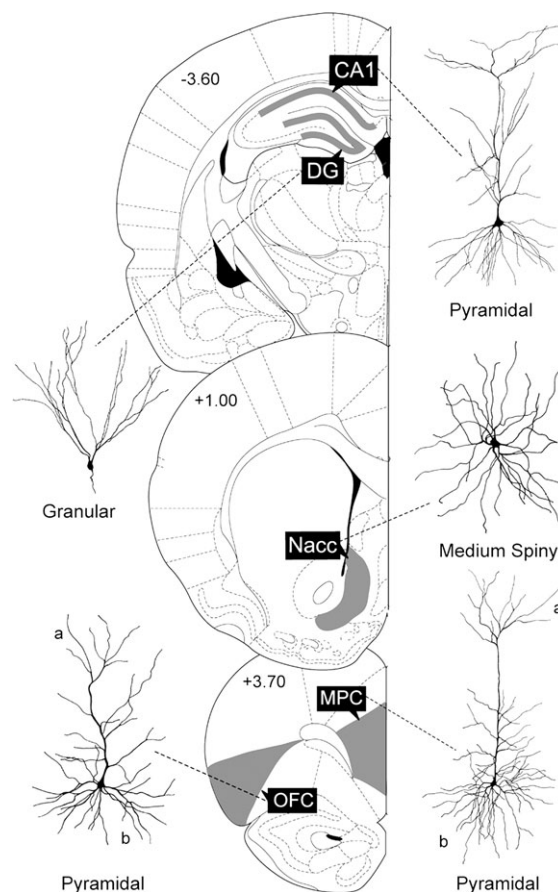 -3.60
CA1
DG
Pyramidal
+1.00
Granular
Nacc
Medium Spiny
a
a
+3.70
MPC
OFC
b
b
Pyramidal
Pyramidal